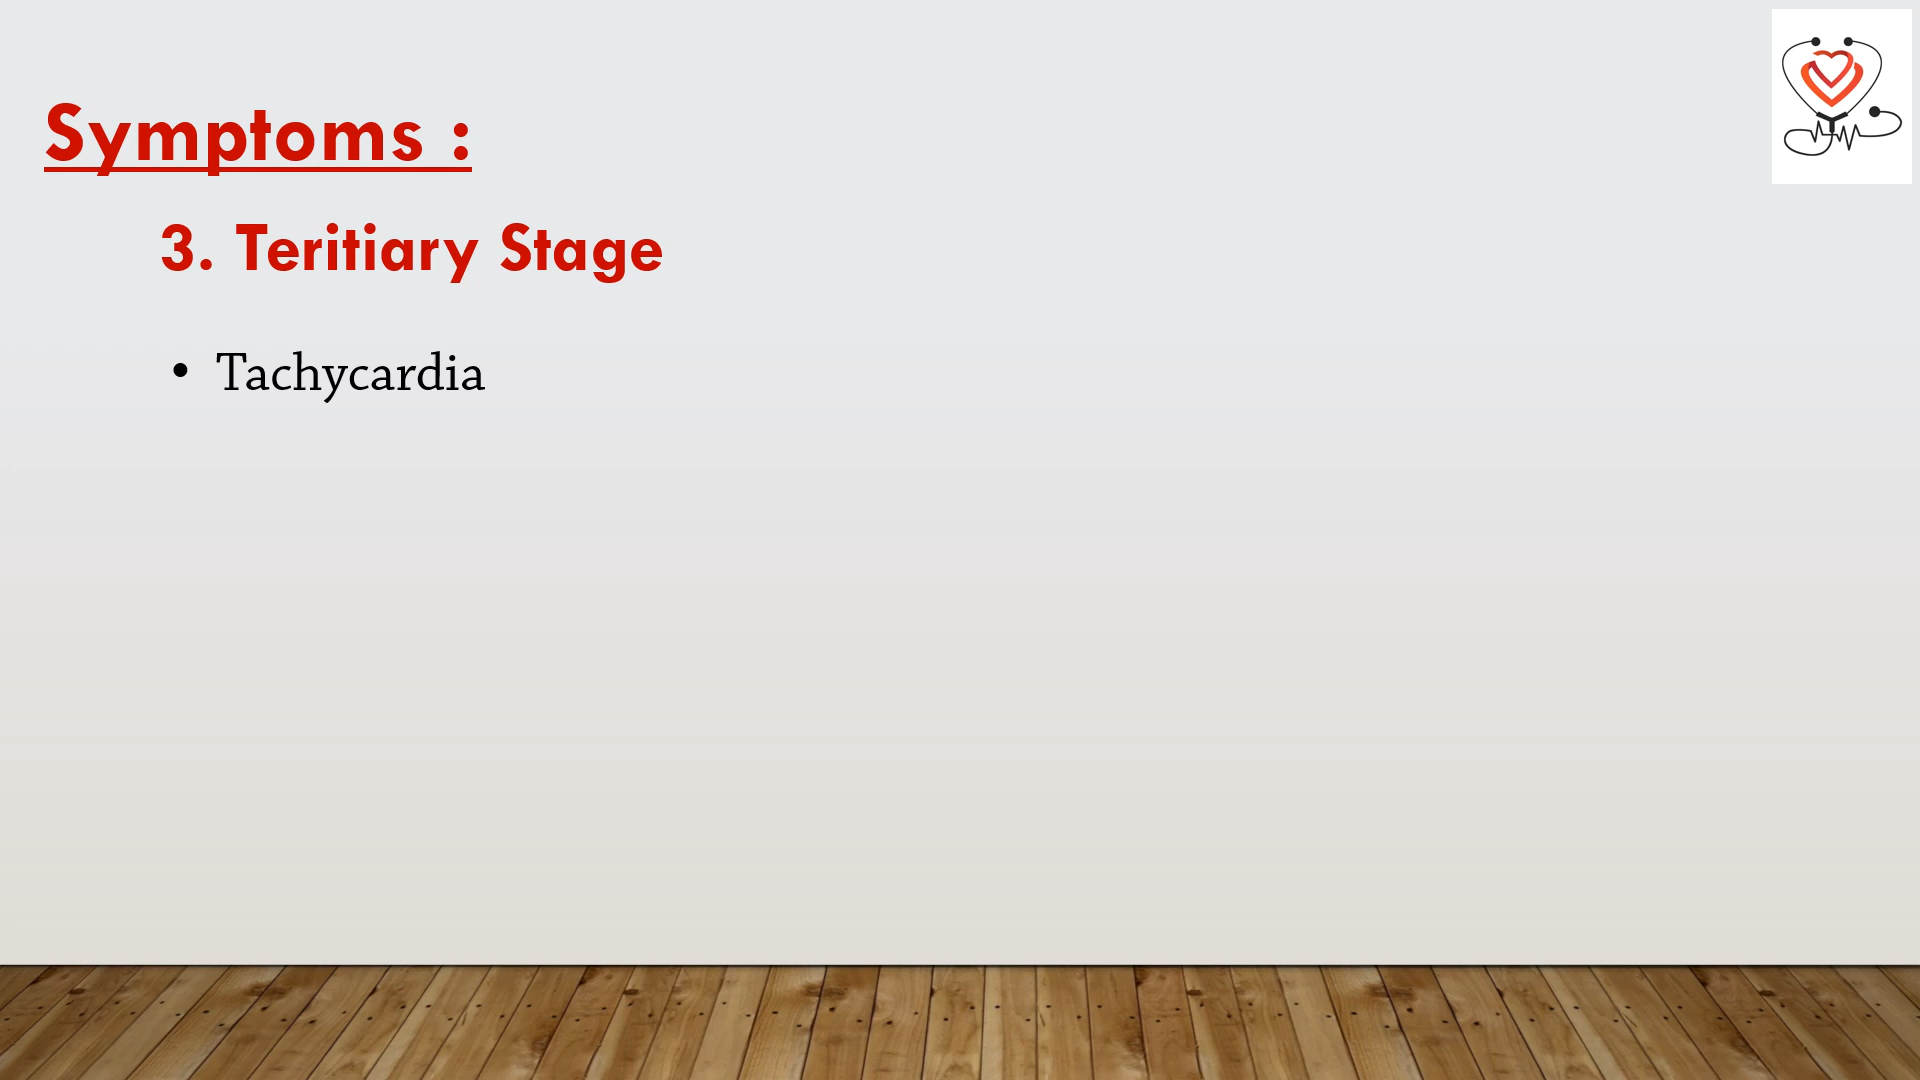 Symptoms :
3. Teritiary Stage
• Tachycardia